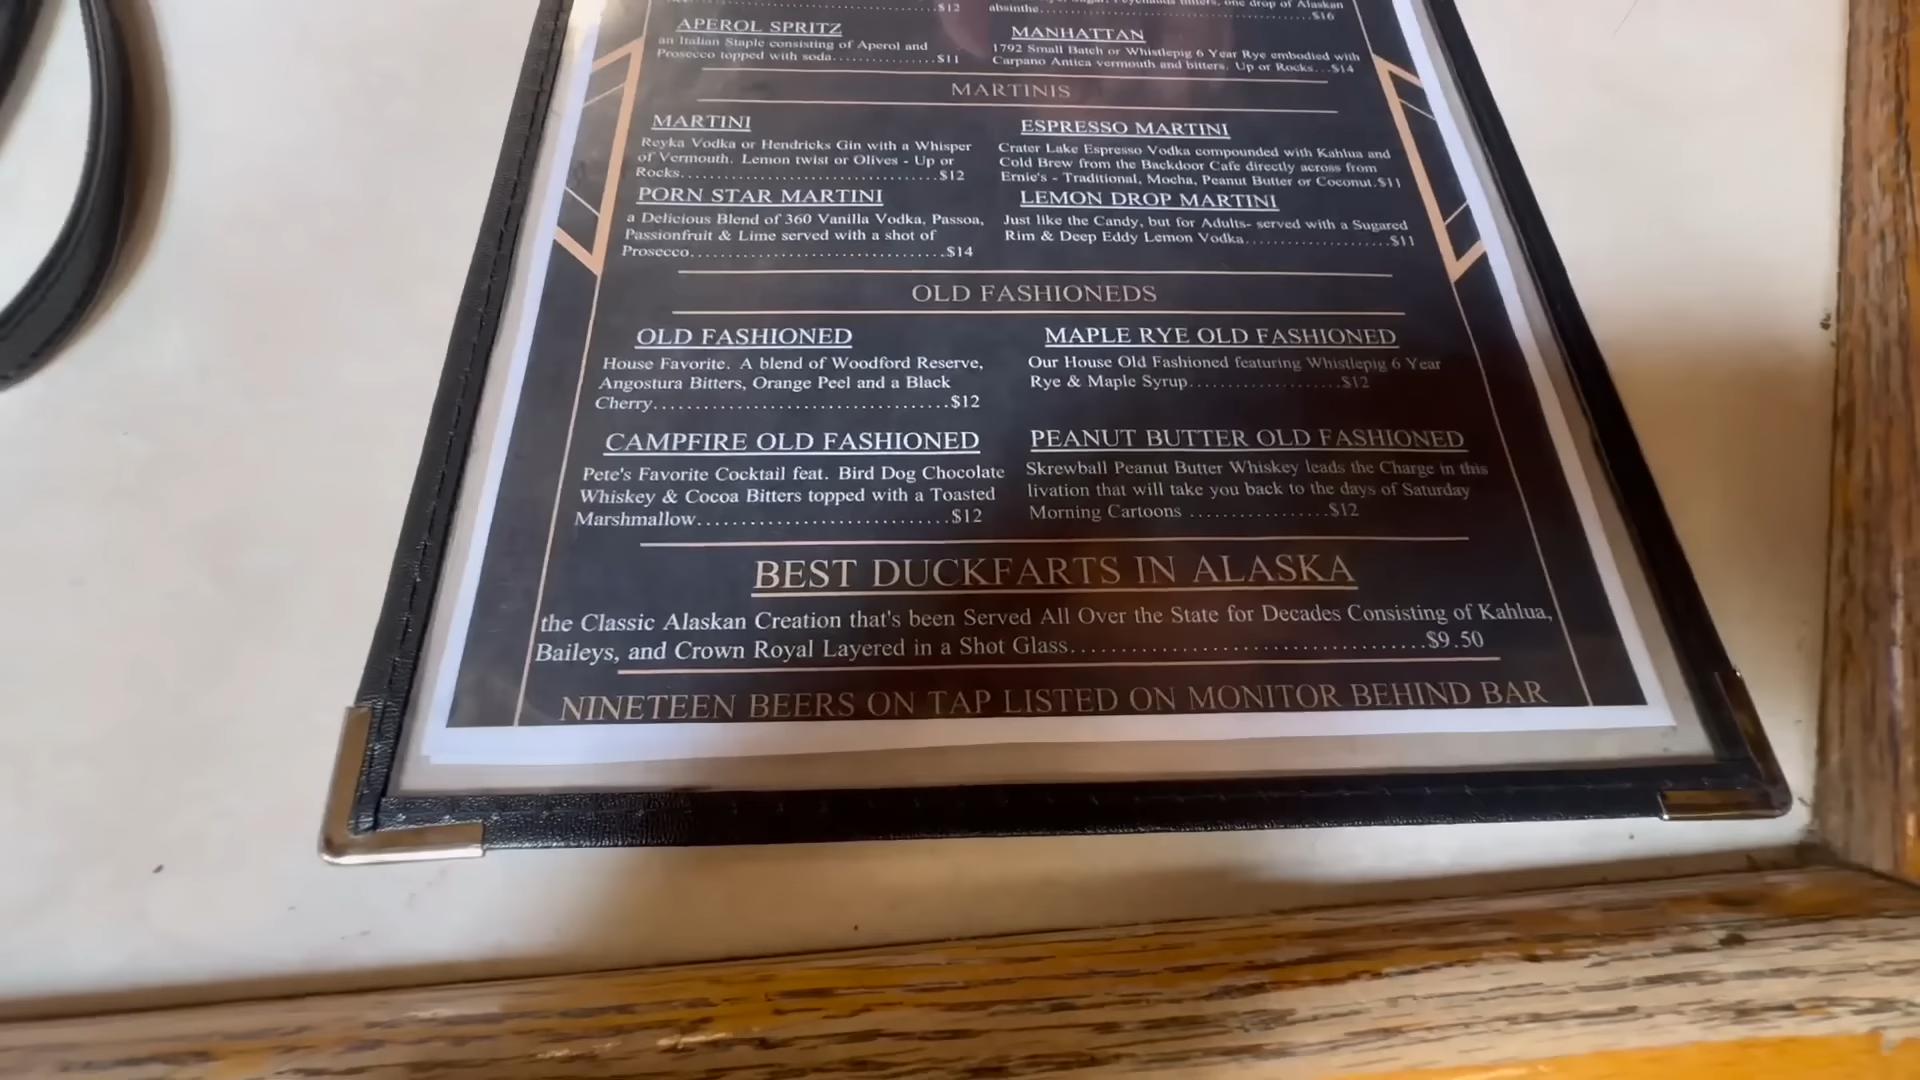 $12
absinthe
$16
APEROL SPRITZ
an Italian Staple consisting of Aperol and
Prosecco topped with soda..............$11
MANHATTAN
1792 Small Batch or Whistlepig 6 Year Rye embodied with
Carpano Antica vermouth and bitters. Up or Rocks...$14
MARTINIS
MARTINI
Reyka Vodka or Hendricks Gin with a Whisper
of Vermouth. Lemon twist or Olives - Up or
Rocks.....................................$12
ESPRESSO MARTINI
Crater Lake Espresso Vodka compounded with Kahlua and
Cold Brew from the Backdoor Cafe directly across from
Ernie's - Traditional, Mocha, Peanut Butter or Coconut.$11
PORN STAR MARTINI
a Delicious Blend of 360 Vanilla Vodka, Passoa,
Passionfruit & Lime served with a shot of
Prosecco...................................$14
LEMON DROP MARTINI
Just like the Candy, but for Adults- served with a Sugared
Rim & Deep Eddy Lemon Vodka....................$11
OLD FASHIONEDS
OLD FASHIONED
House Favorite. A blend of Woodford Reserve,
Angostura Bitters, Orange Peel and a Black
Cherry...................................$12
MAPLE RYE OLD FASHIONED
Our House Old Fashioned featuring Whistlepig 6 Year
Rye & Maple Syrup....................$12
CAMPFIRE OLD FASHIONED
Pete's Favorite Cocktail feat. Bird Dog Chocolate
Whiskey & Cocoa Bitters topped with a Toasted
Marshmallow.............................$12
PEANUT BUTTER OLD FASHIONED
Skrewball Peanut Butter Whiskey leads the Charge in this
livation that will take you back to the days of Saturday
Morning Cartoons .................$12
BEST DUCKFARTS IN ALASKA
the Classic Alaskan Creation that's been Served All Over the State for Decades Consisting of Kahlua,
Baileys, and Crown Royal Layered in a Shot Glass........................................$9.50
NINETEEN BEERS ON TAP LISTED ON MONITOR BEHIND BAR